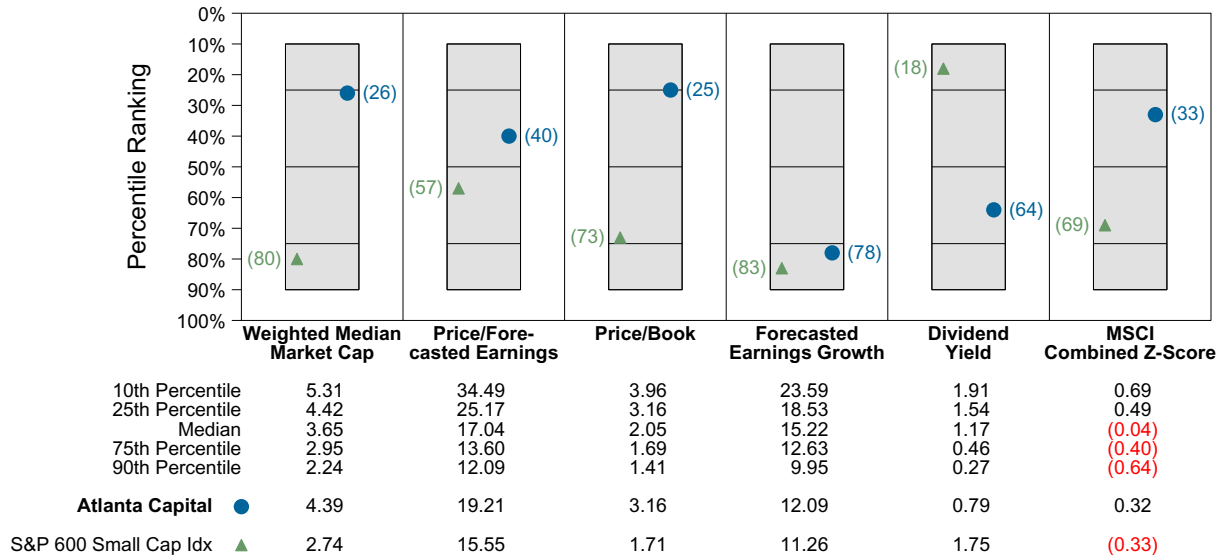 0%
10%
20%
30%
40%
50%
60%
70%
80%
90%
100%
Percentile Ranking
(26)
(80)
(40)
(57)
(25)
(73)
(78)
(83)
(18)
(64)
(33)
(69)
Weighted Median
Market Cap
Price/Fore-
casted Earnings
Price/Book
Forecasted
Earnings Growth
Dividend
Yield
MSCI
Combined Z-Score
10th Percentile 5.31 34.49 3.96 23.59 1.91 0.69
25th Percentile 4.42 25.17 3.16 18.53 1.54 0.49
Median 3.65 17.04 2.05 15.22 1.17 (0.04)
75th Percentile 2.95 13.60 1.69 12.63 0.46 (0.40)
90th Percentile 2.24 12.09 1.41 9.95 0.27 (0.64)
Atlanta Capital 4.39 19.21 3.16 12.09 0.79 0.32
S&P 600 Small Cap Idx 2.74 15.55 1.71 11.26 1.75 (0.33)